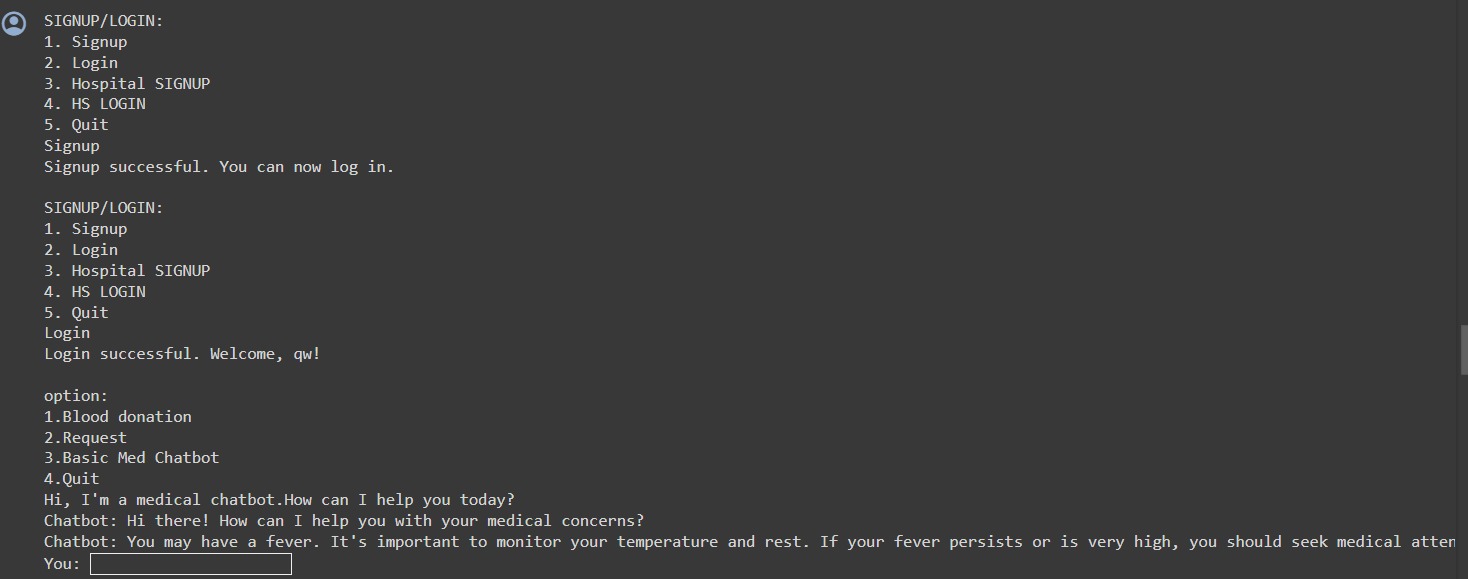 SIGNUP/LOGIN:
1. Signup
2. Login
3. Hospital SIGNUP
4. HS LOGIN
5. Quit
Signup
Signup successful. You can now log in.
SIGNUP/LOGIN:
1. Signup
2. Login
3. Hospital SIGNUP
4. HS LOGIN
5. Quit
Login
Login successful. Welcome, qw!
option:
1.Blood donation
2.Request
3.Basic Med Chatbot
4.Quit
Hi, I'm a medical chatbot.How can I help you today?
Chatbot: Hi there! How can I help you with your medical concerns?
Chatbot: You may have a fever. It's important to monitor your temperature and rest. If your fever persists or is very high, you should seek medical atten
You: